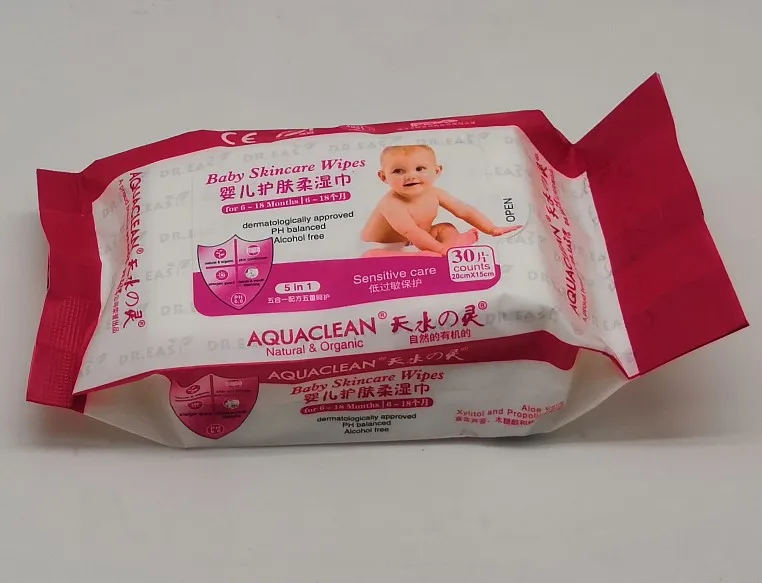 CE
DR.EAS
Baby Skincare Wipes
婴儿护肤柔湿巾
for 6 - 18 Months | 6 - 18个月
dermatologically approved
PH balanced
Alcohol free
OPEN
30片
counts
20cmX15cm
5 in 1
五合一配方五重呵护
Sensitive care
低过敏保护
AQUACLEAN® 天水の灵®
Natural & Organic
自然的有机的
AQUACLEAN® 天水の灵®
AQUACLEAN® 天水の灵®
AQUACLEAN® 天水の灵®
Baby Skincare Wipes
婴儿护肤柔湿巾
for 6 - 18 Months | 6 - 18个月
dermatologically approved
PH balanced
Alcohol free
Aloe
Xylitol and